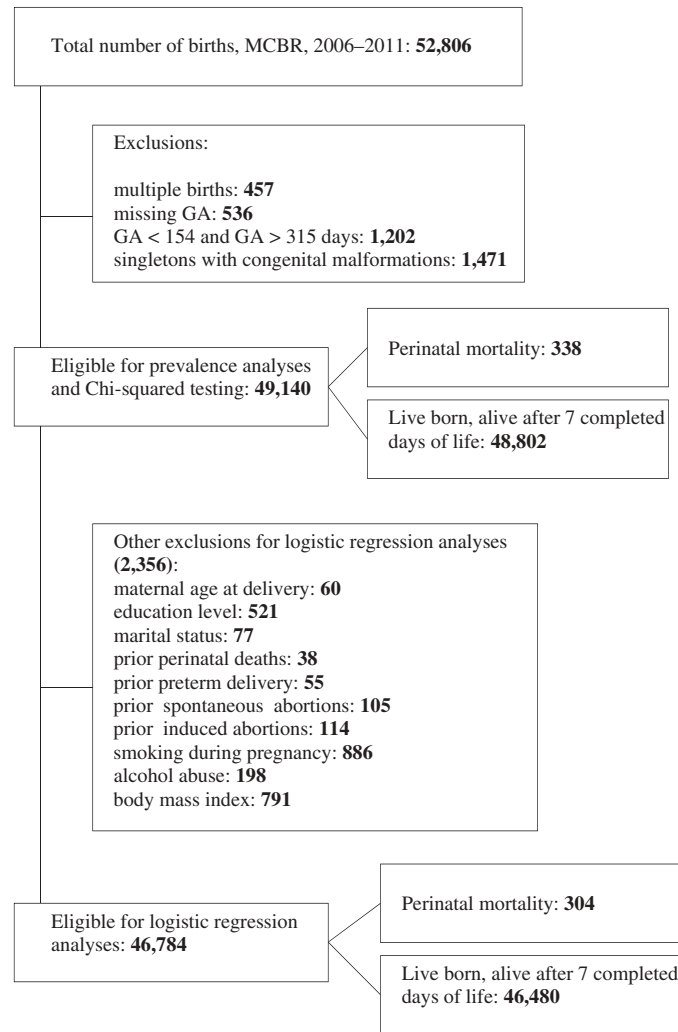 Total number of births, MCBR, 2006–2011: 52,806
Exclusions:
multiple births: 457
missing GA: 536
GA < 154 and GA > 315 days: 1,202
singletons with congenital malformations: 1,471
Eligible for prevalence analyses
and Chi-squared testing: 49,140
Perinatal mortality: 338
Live born, alive after 7 completed
days of life: 48,802
Other exclusions for logistic regression analyses
(2,356):
maternal age at delivery: 60
education level: 521
marital status: 77
prior perinatal deaths: 38
prior preterm delivery: 55
prior spontaneous abortions: 105
prior induced abortions: 114
smoking during pregnancy: 886
alcohol abuse: 198
body mass index: 791
Eligible for logistic regression
analyses: 46,784
Perinatal mortality: 304
Live born, alive after 7 completed
days of life: 46,480